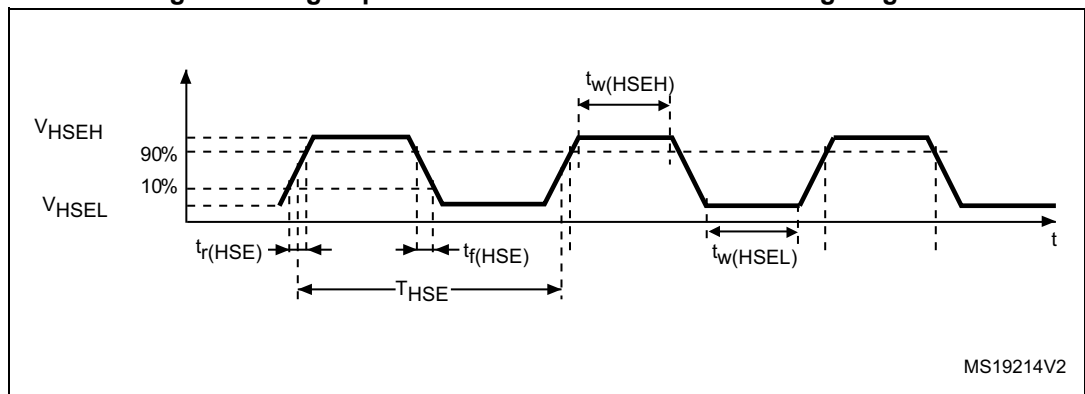 tw(HSEH)
VHSEH
90%
10%
VHSEL
tr(HSE)
tf(HSE)
tw(HSEL)
t
THSE
MS19214V2